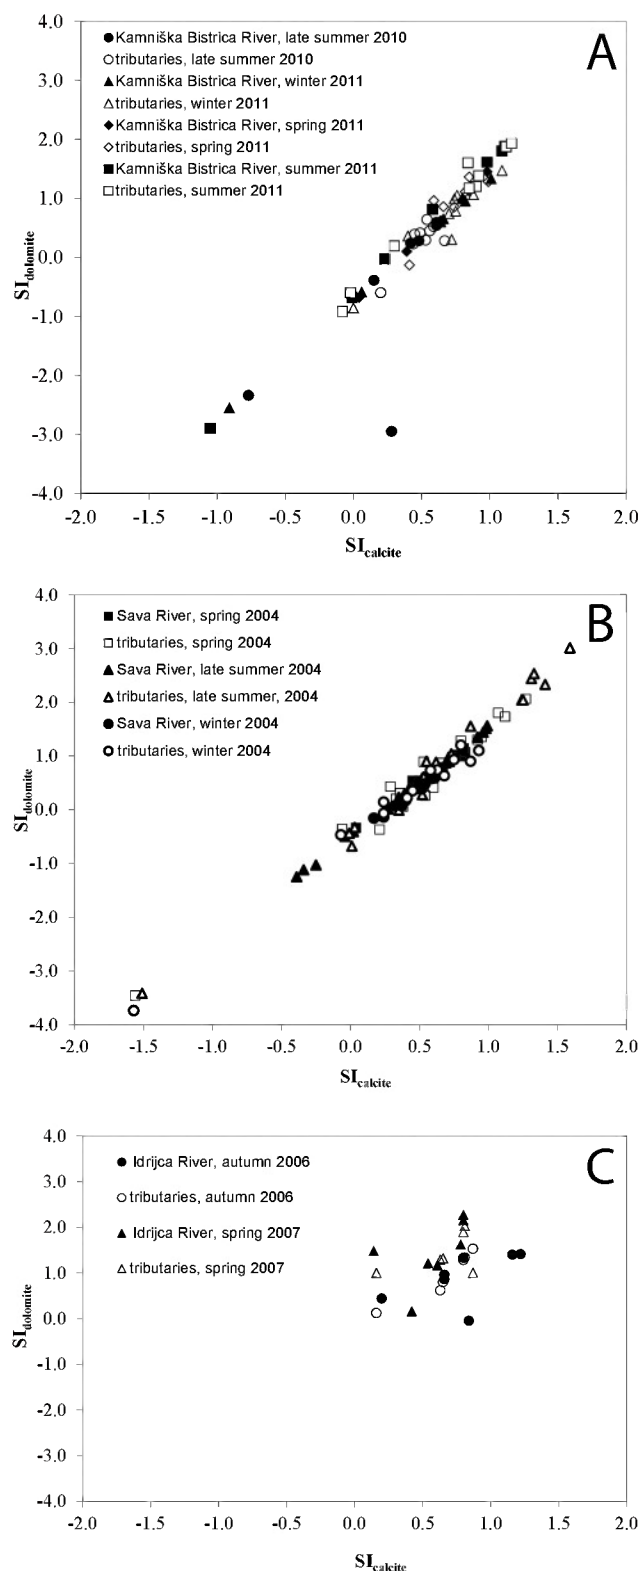 4.0
A
Kamniška Bistrica River, late summer 2010
tributaries, late summer 2010
3.0
Kamniška Bistrica River, winter 2011
tributaries, winter 2011
2.0
Kamniška Bistrica River, spring 2011
tributaries, spring 2011
1.0
Kamniška Bistrica River, summer 2011
tributaries, summer 2011
0.0
-1.0
-2.0
-3.0
-4.0
SIdolomite
-2.0 -1.5 -1.0 -0.5 0.0 0.5 1.0 1.5 2.0
SIcalcite
4.0
B
Sava River, spring 2004
tributaries, spring 2004
3.0
Sava River, late summer 2004
tributaries, late summer, 2004
2.0
Sava River, winter 2004
tributaries, winter 2004
1.0
0.0
-1.0
-2.0
-3.0
-4.0
SIdolomite
-2.0 -1.5 -1.0 -0.5 0.0 0.5 1.0 1.5 2.0
SIcalcite
4.0
C
Idrijca River, autumn 2006
3.0
tributaries, autumn 2006
2.0
Idrijca River, spring 2007
tributaries, spring 2007
1.0
0.0
-1.0
-2.0
-3.0
-4.0
SIdolomite
-2.0 -1.5 -1.0 -0.5 0.0 0.5 1.0 1.5 2.0
SIcalcite